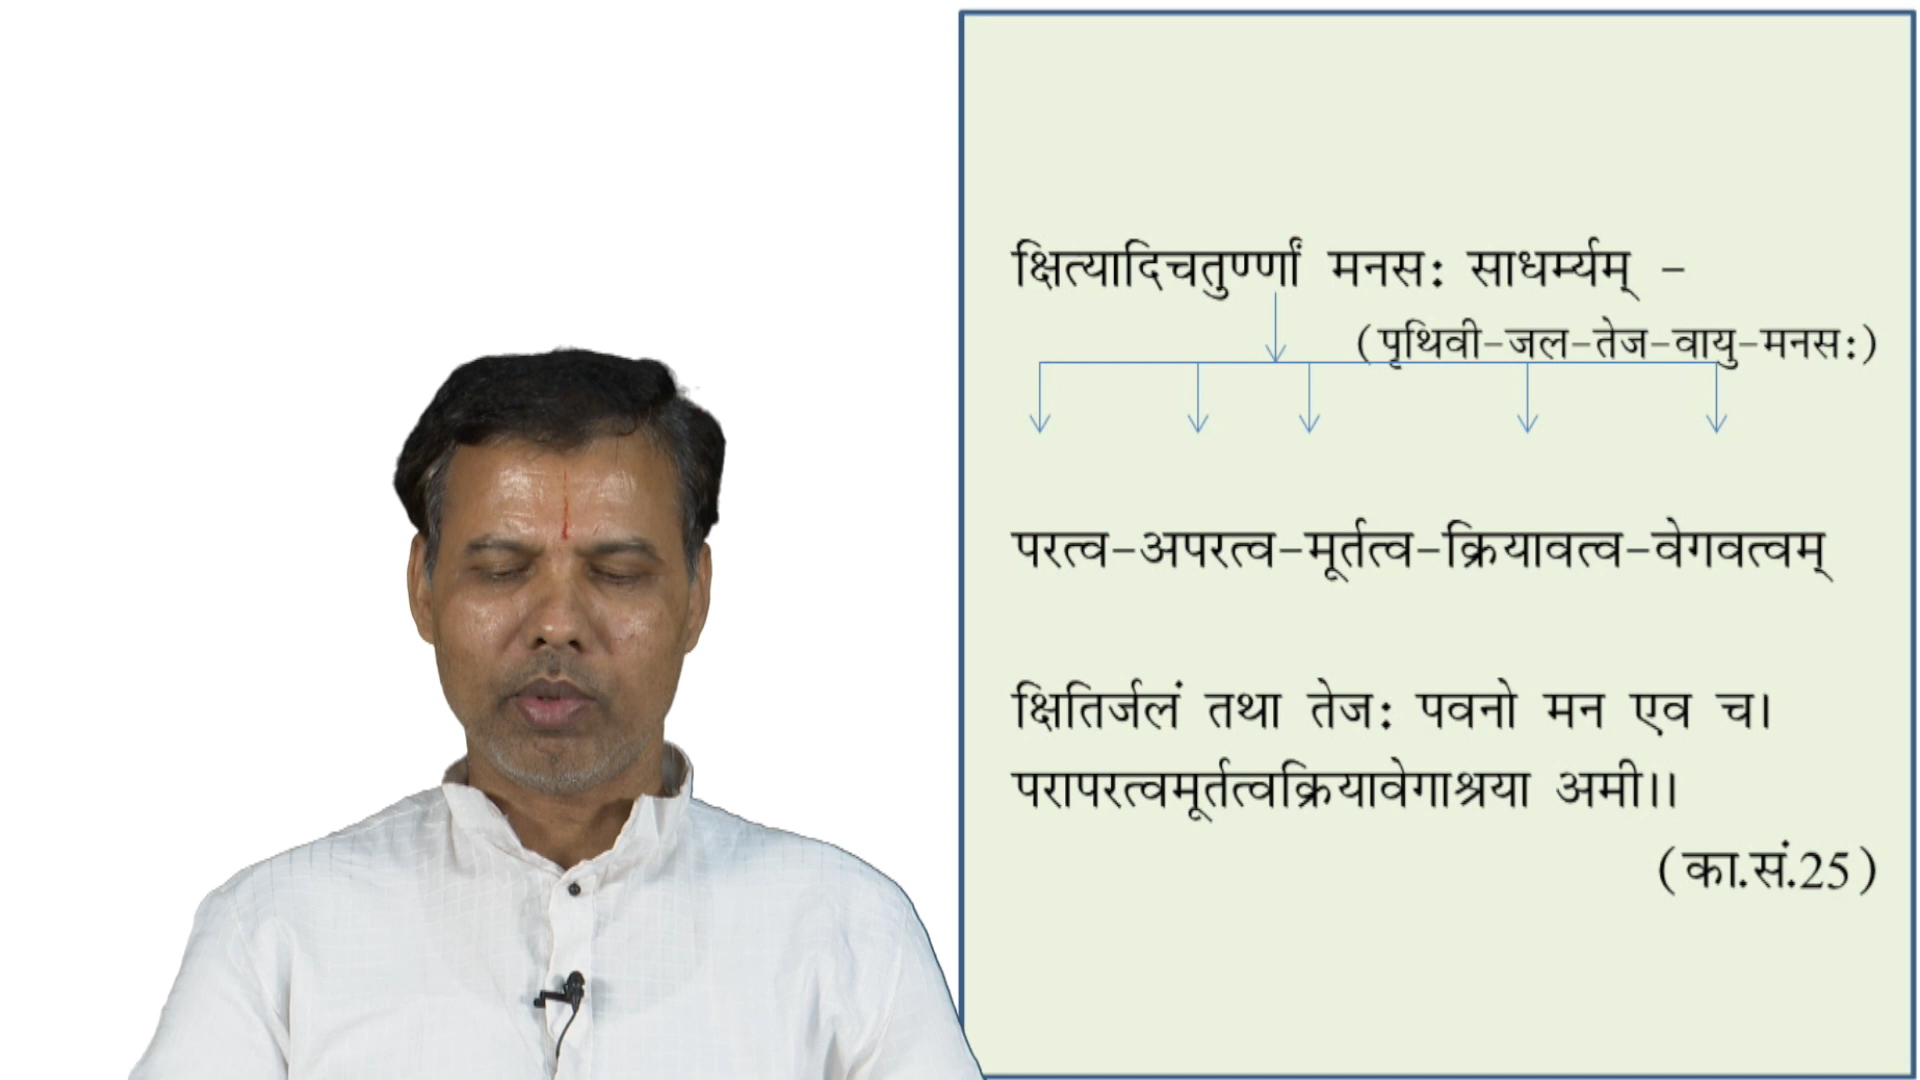 क्षित्यादिचतुर्ण्णां मनसः साधर्म्यम् –
(पृथिवी-जल-तेज-वायु-मनसः)
परत्व-अपरत्व-मूर्तत्व-क्रियावत्व-वेगवत्वम्
क्षितिर्जलं तथा तेजः पवनो मन एव च।
परापरत्वमूर्तत्वक्रियावेगाश्रया अमी।।
(का.सं.25)